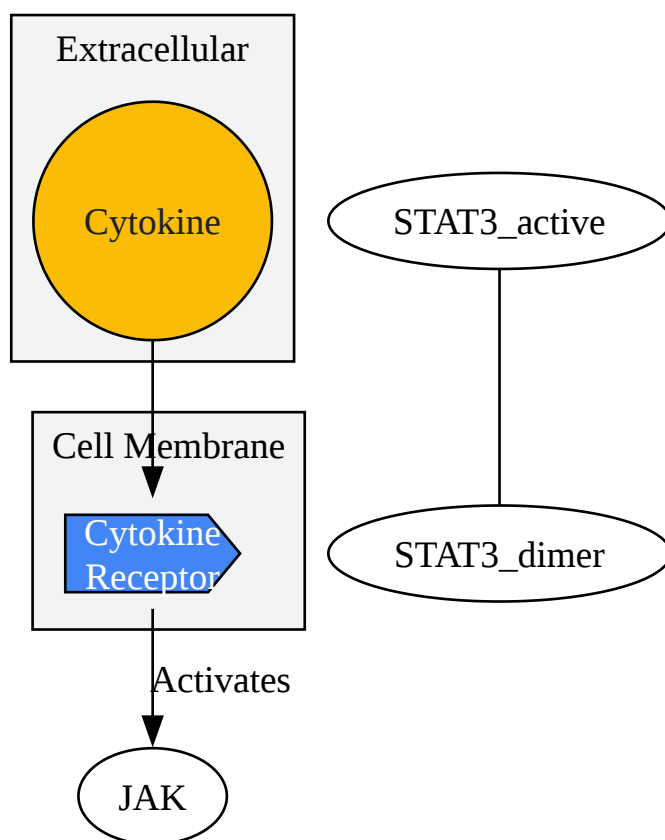 Extracellular
Cytokine
STAT3_active
Cell Membrane
Cytokine
Receptor
STAT3_dimer
Activates
JAK